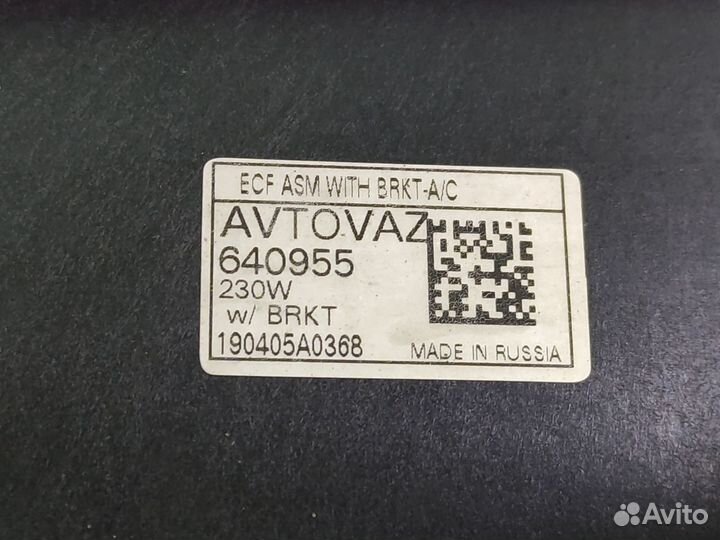 ECF ASM WITH BRKT-A/C
AVTOVAZ
640955
230W
w/ BRKT
190405A0368
MADE IN RUSSIA
Avito